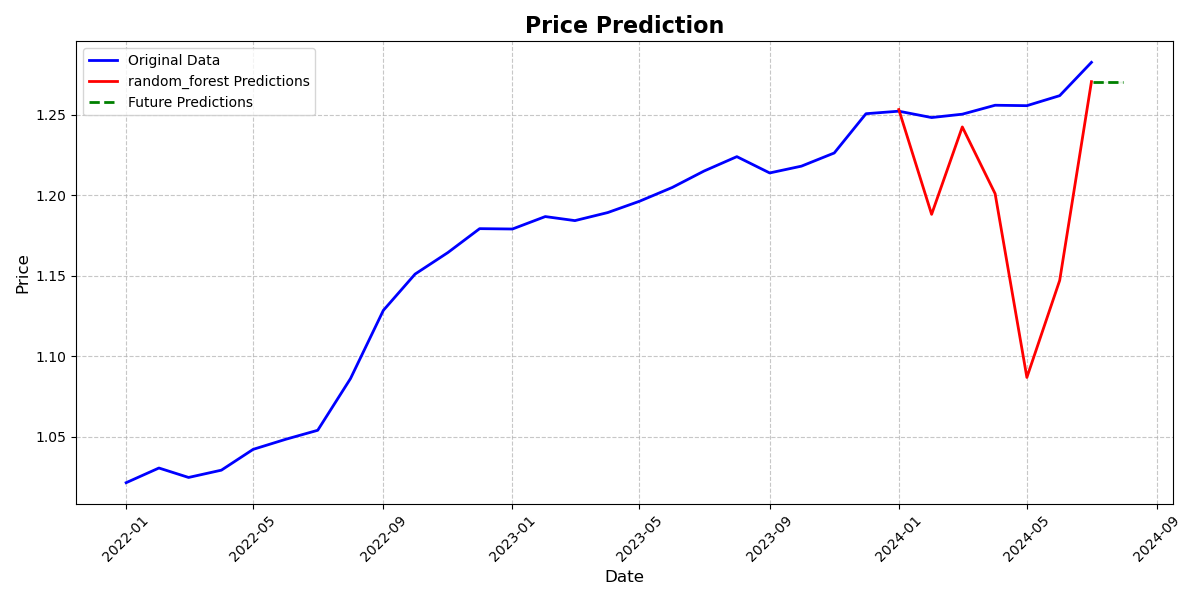 Price Prediction
Original Data
random_forest Predictions
Future Predictions
Price
1.25
1.20
1.15
1.10
1.05
2022-01
2022-05
2022-09
2023-01
2023-05
2023-09
2024-01
2024-05
2024-09
Date